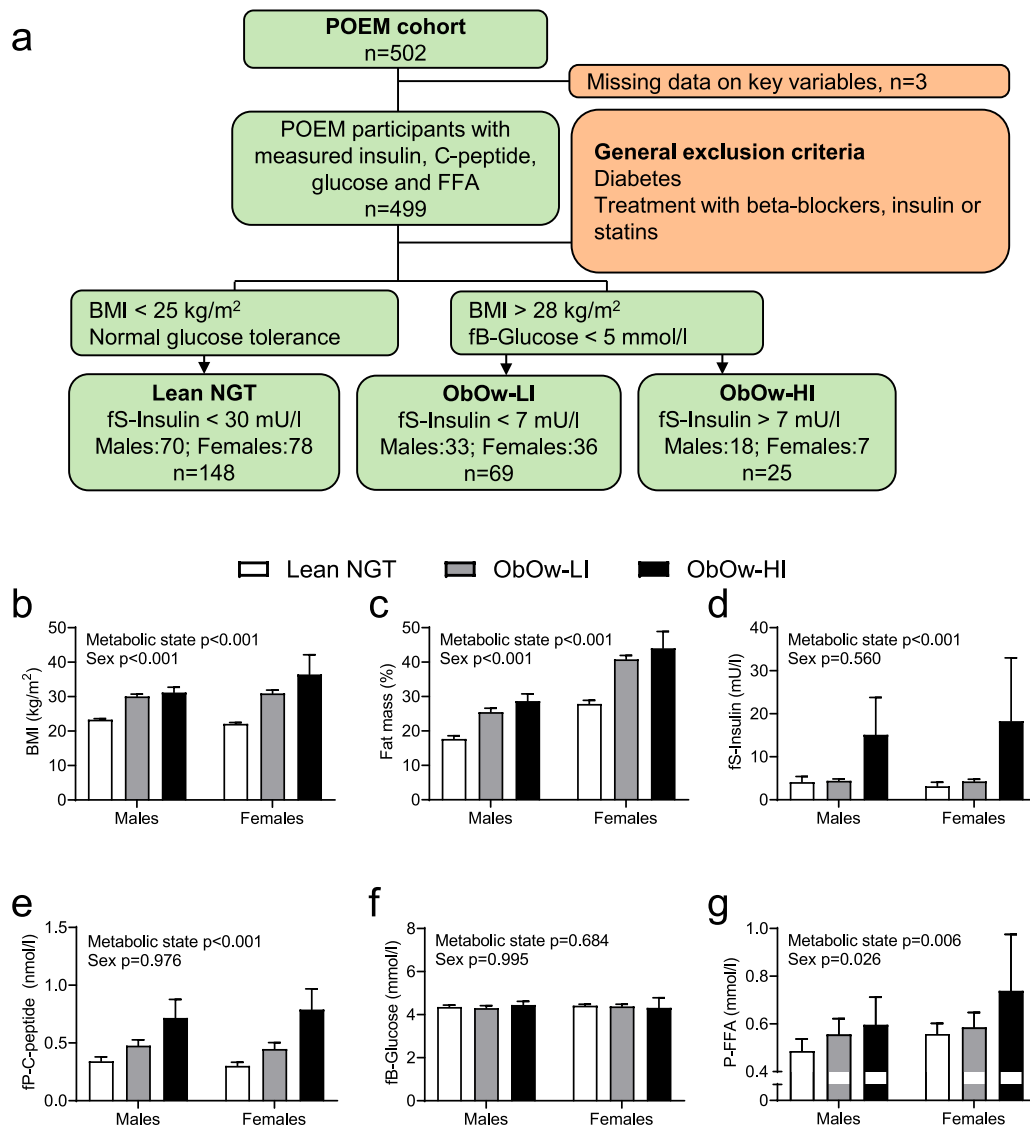 a
POEM cohort
n=502
Missing data on key variables, n=3
POEM participants with
measured insulin, C-peptide,
glucose and FFA
n=499
General exclusion criteria
Diabetes
Treatment with beta-blockers, insulin or
statins
BMI < 25 kg/m²
Normal glucose tolerance
BMI > 28 kg/m²
fB-Glucose < 5 mmol/l
Lean NGT
fS-Insulin < 30 mU/l
Males:70; Females:78
n=148
ObOw-LI
fS-Insulin < 7 mU/l
Males:33; Females:36
n=69
ObOw-HI
fS-Insulin > 7 mU/l
Males:18; Females:7
n=25
Lean NGT
ObOw-LI
ObOw-HI
b
Metabolic state p<0.001
Sex p<0.001
BMI (kg/m²)
50
40
30
20
10
0
Males
Females
c
Metabolic state p<0.001
Sex p<0.001
Fat mass (%)
50
40
30
20
10
0
Males
Females
d
Metabolic state p<0.001
Sex p=0.560
fS-Insulin (mU/l)
40
30
20
10
0
Males
Females
e
Metabolic state p<0.001
Sex p=0.976
fP-C-peptide (nmol/l)
1.5
1.0
0.5
0.0
Males
Females
f
Metabolic state p=0.684
Sex p=0.995
fB-Glucose (mmol/l)
8
6
4
2
0
Males
Females
g
Metabolic state p=0.006
Sex p=0.026
P-FFA (mmol/l)
1.0
0.8
0.6
0.4
0
Males
Females